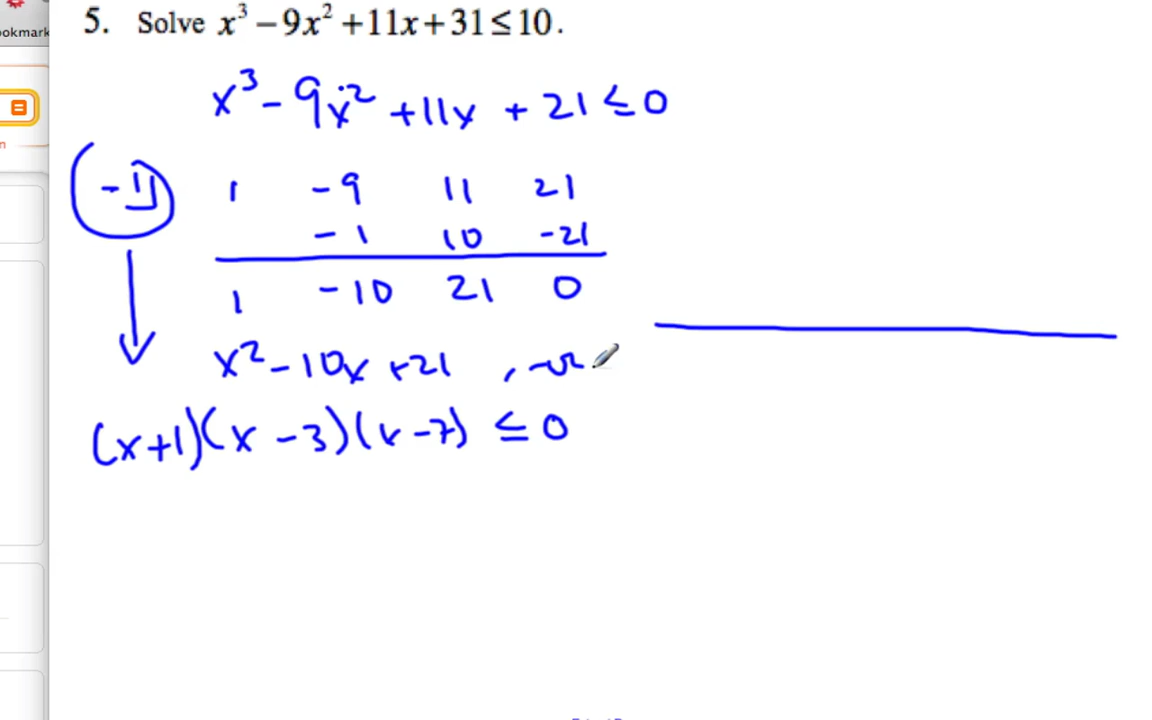 ookmark
5. Solve x³ − 9x² + 11x + 31 ≤ 10.
x³ - 9x² + 11x + 21 ≤ 0
-1 1 -9 11 21
-1 10 -21
1 -10 21 0
x² - 10x + 21
(x+1)(x-3)(x-7) ≤ 0